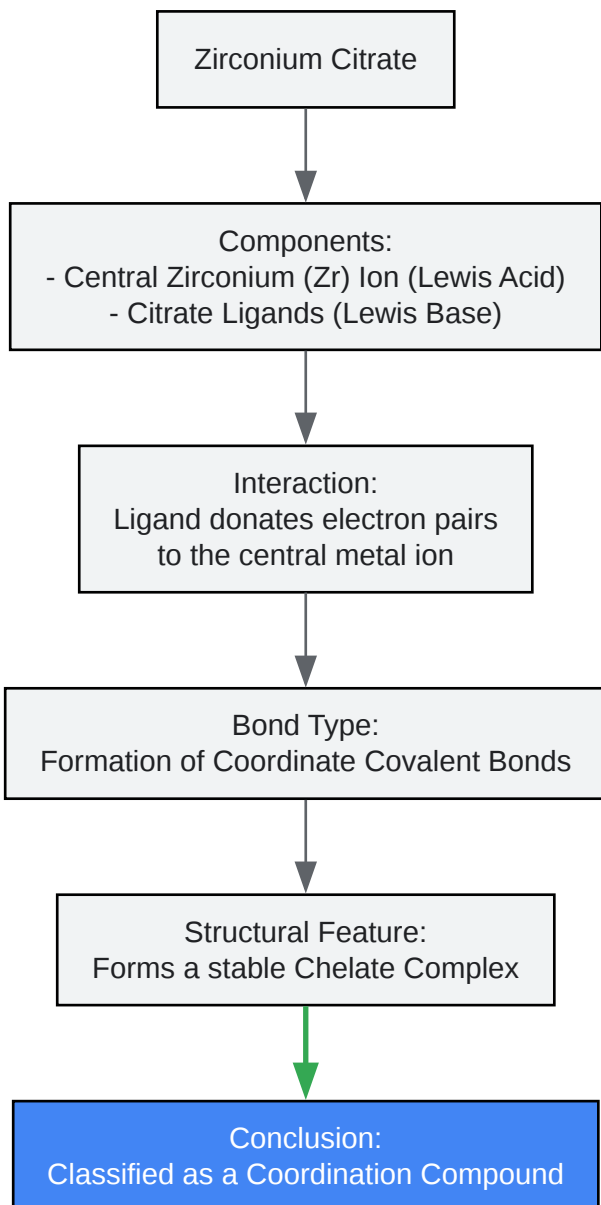 Zirconium Citrate
Components:
- Central Zirconium (Zr) Ion (Lewis Acid)
- Citrate Ligands (Lewis Base)
Interaction:
Ligand donates electron pairs
to the central metal ion
Bond Type:
Formation of Coordinate Covalent Bonds
Structural Feature:
Forms a stable Chelate Complex
Conclusion:
Classified as a Coordination Compound